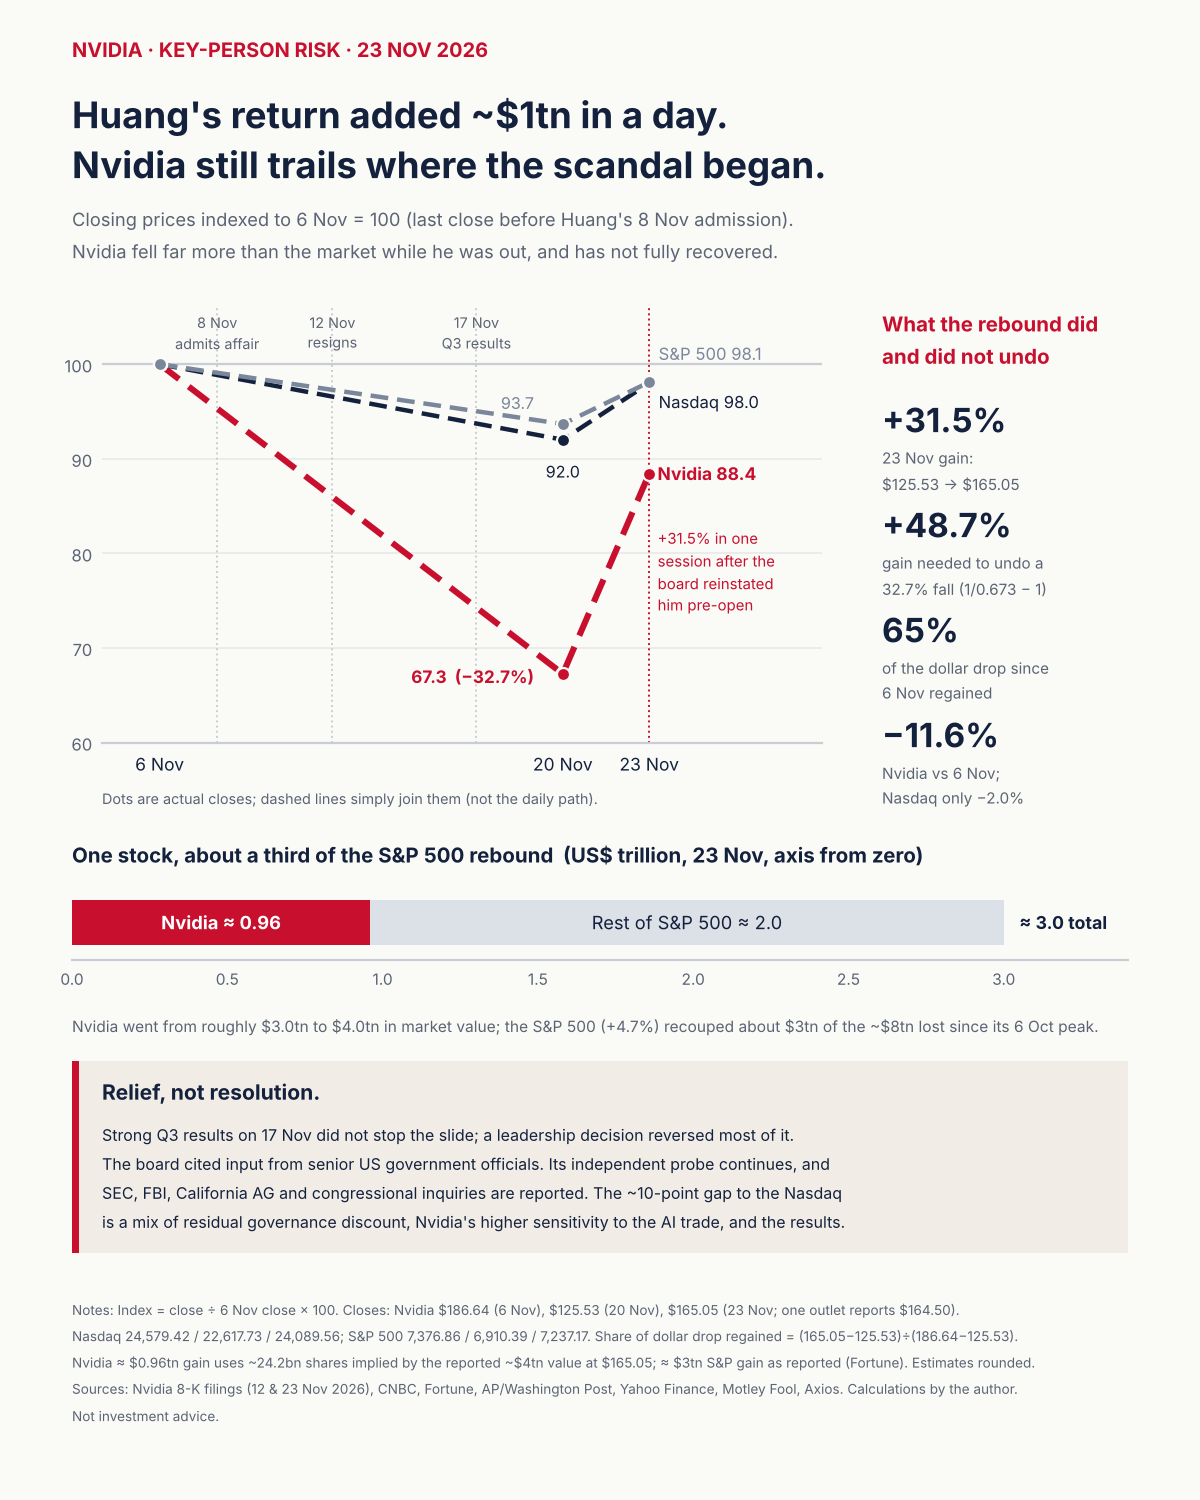 NVIDIA · KEY-PERSON RISK · 23 NOV 2026
Huang's return added ~$1tn in a day.
Nvidia still trails where the scandal began.
Closing prices indexed to 6 Nov = 100 (last close before Huang's 8 Nov admission).
Nvidia fell far more than the market while he was out, and has not fully recovered.
8 Nov
admits affair
12 Nov
resigns
17 Nov
Q3 results
100
90
80
70
60
S&P 500 98.1
93.7
Nasdaq 98.0
92.0
Nvidia 88.4
+31.5% in one
session after the
board reinstated
him pre-open
67.3 (−32.7%)
6 Nov
20 Nov
23 Nov
Dots are actual closes; dashed lines simply join them (not the daily path).
What the rebound did
and did not undo
+31.5%
23 Nov gain:
$125.53 → $165.05
+48.7%
gain needed to undo a
32.7% fall (1/0.673 − 1)
65%
of the dollar drop since
6 Nov regained
−11.6%
Nvidia vs 6 Nov;
Nasdaq only −2.0%
One stock, about a third of the S&P 500 rebound (US$ trillion, 23 Nov, axis from zero)
Nvidia ≈ 0.96
Rest of S&P 500 ≈ 2.0
≈ 3.0 total
0.0
0.5
1.0
1.5
2.0
2.5
3.0
Nvidia went from roughly $3.0tn to $4.0tn in market value; the S&P 500 (+4.7%) recouped about $3tn of the ~$8tn lost since its 6 Oct peak.
Relief, not resolution.
Strong Q3 results on 17 Nov did not stop the slide; a leadership decision reversed most of it.
The board cited input from senior US government officials. Its independent probe continues, and
SEC, FBI, California AG and congressional inquiries are reported. The ~10-point gap to the Nasdaq
is a mix of residual governance discount, Nvidia's higher sensitivity to the AI trade, and the results.
Notes: Index = close ÷ 6 Nov close × 100. Closes: Nvidia $186.64 (6 Nov), $125.53 (20 Nov), $165.05 (23 Nov; one outlet reports $164.50).
Nasdaq 24,579.42 / 22,617.73 / 24,089.56; S&P 500 7,376.86 / 6,910.39 / 7,237.17. Share of dollar drop regained = (165.05−125.53)÷(186.64−125.53).
Nvidia ≈ $0.96tn gain uses ~24.2bn shares implied by the reported ~$4tn value at $165.05; ≈ $3tn S&P gain as reported (Fortune). Estimates rounded.
Sources: Nvidia 8-K filings (12 & 23 Nov 2026), CNBC, Fortune, AP/Washington Post, Yahoo Finance, Motley Fool, Axios. Calculations by the author.
Not investment advice.